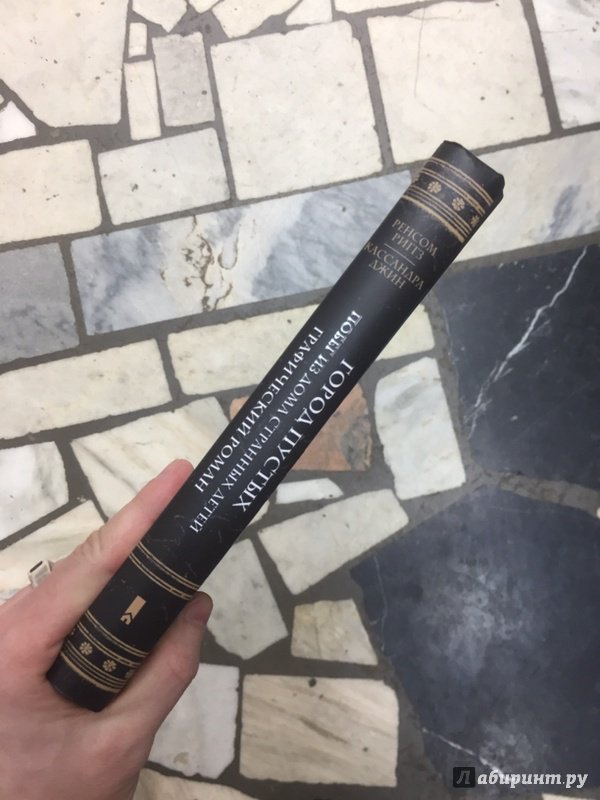 РЕНСОМ
РИГГЗ
КАССАНДРА
ДЖИН
ГОРОД ПУСТЫХ
ПОБЕГ ИЗ ДОМА СТРАННЫХ ДЕТЕЙ
ГРАФИЧЕСКИЙ РОМАН
Лабиринт.ру